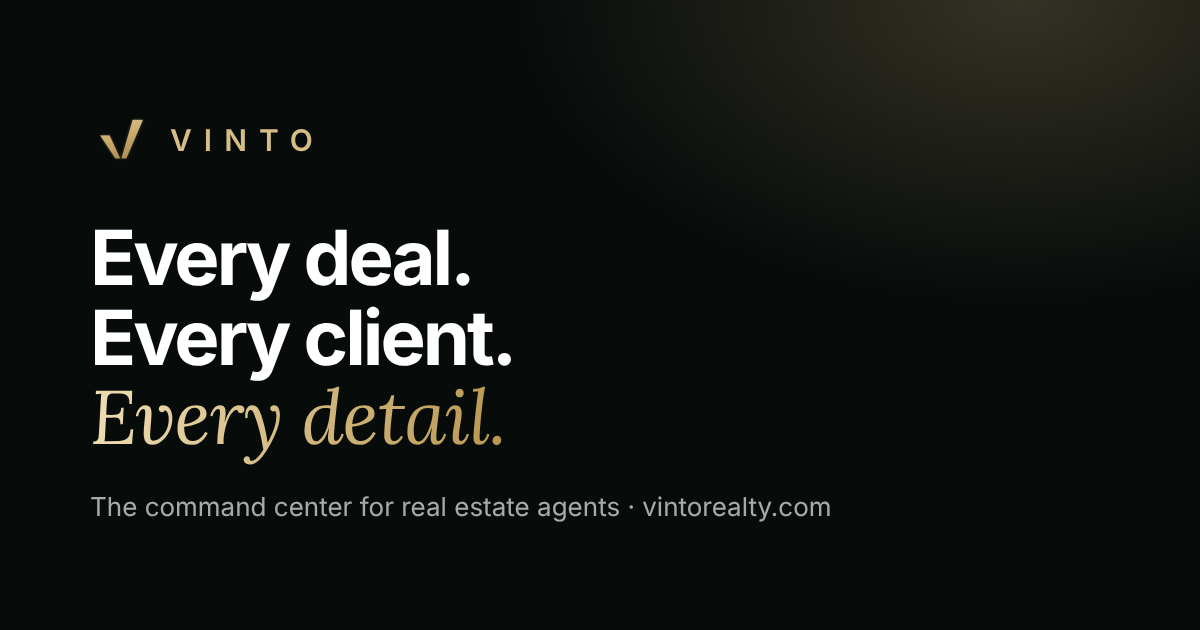 VINTO
Every deal.
Every client.
Every detail.
The command center for real estate agents · vintorealty.com